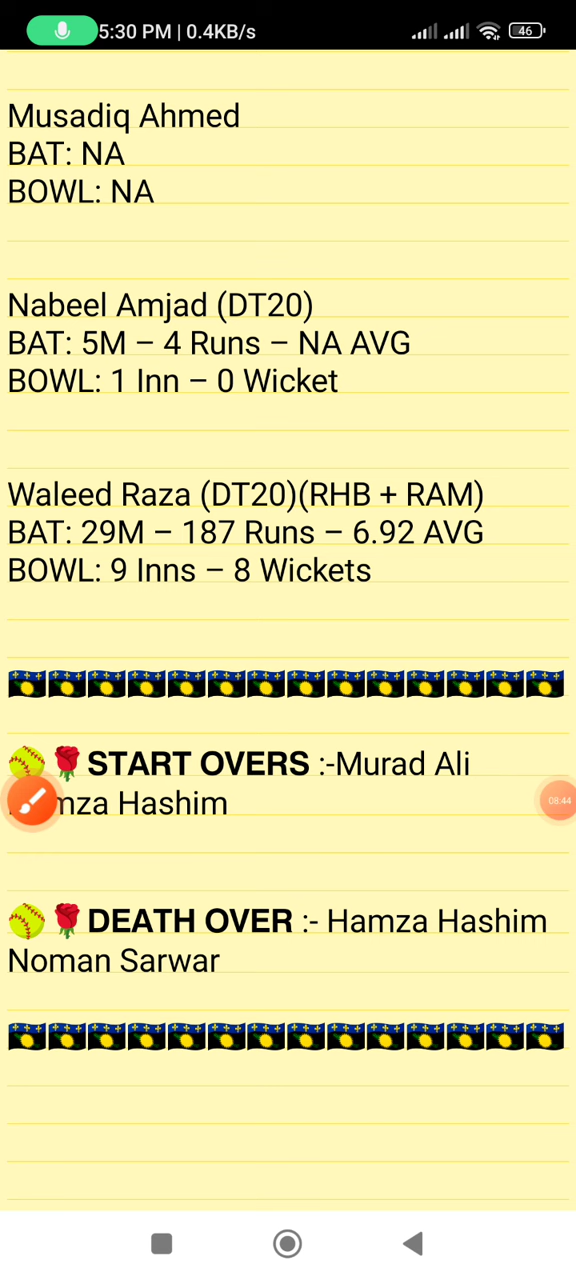 5:30 PM | 0.4KB/s
46
Musadiq Ahmed
BAT: NA
BOWL: NA
Nabeel Amjad (DT20)
BAT: 5M – 4 Runs – NA AVG
BOWL: 1 Inn – 0 Wicket
Waleed Raza (DT20)(RHB + RAM)
BAT: 29M – 187 Runs – 6.92 AVG
BOWL: 9 Inns – 8 Wickets
START OVERS :-Murad Ali
mza Hashim
08:44
DEATH OVER :- Hamza Hashim
Noman Sarwar